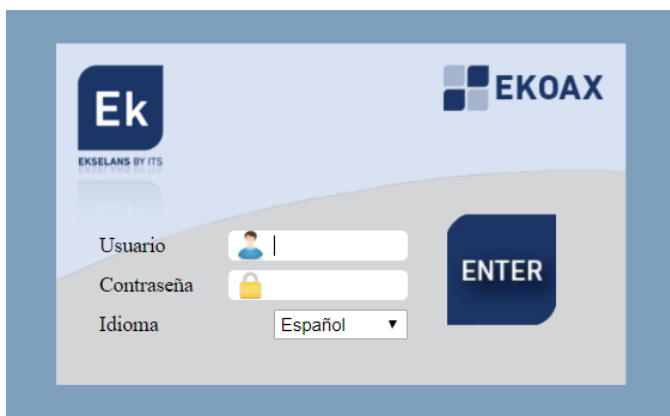 Ek
EKOAX
EKSELANS BY ITS
Usuario
Contraseña
Idioma
Español
ENTER